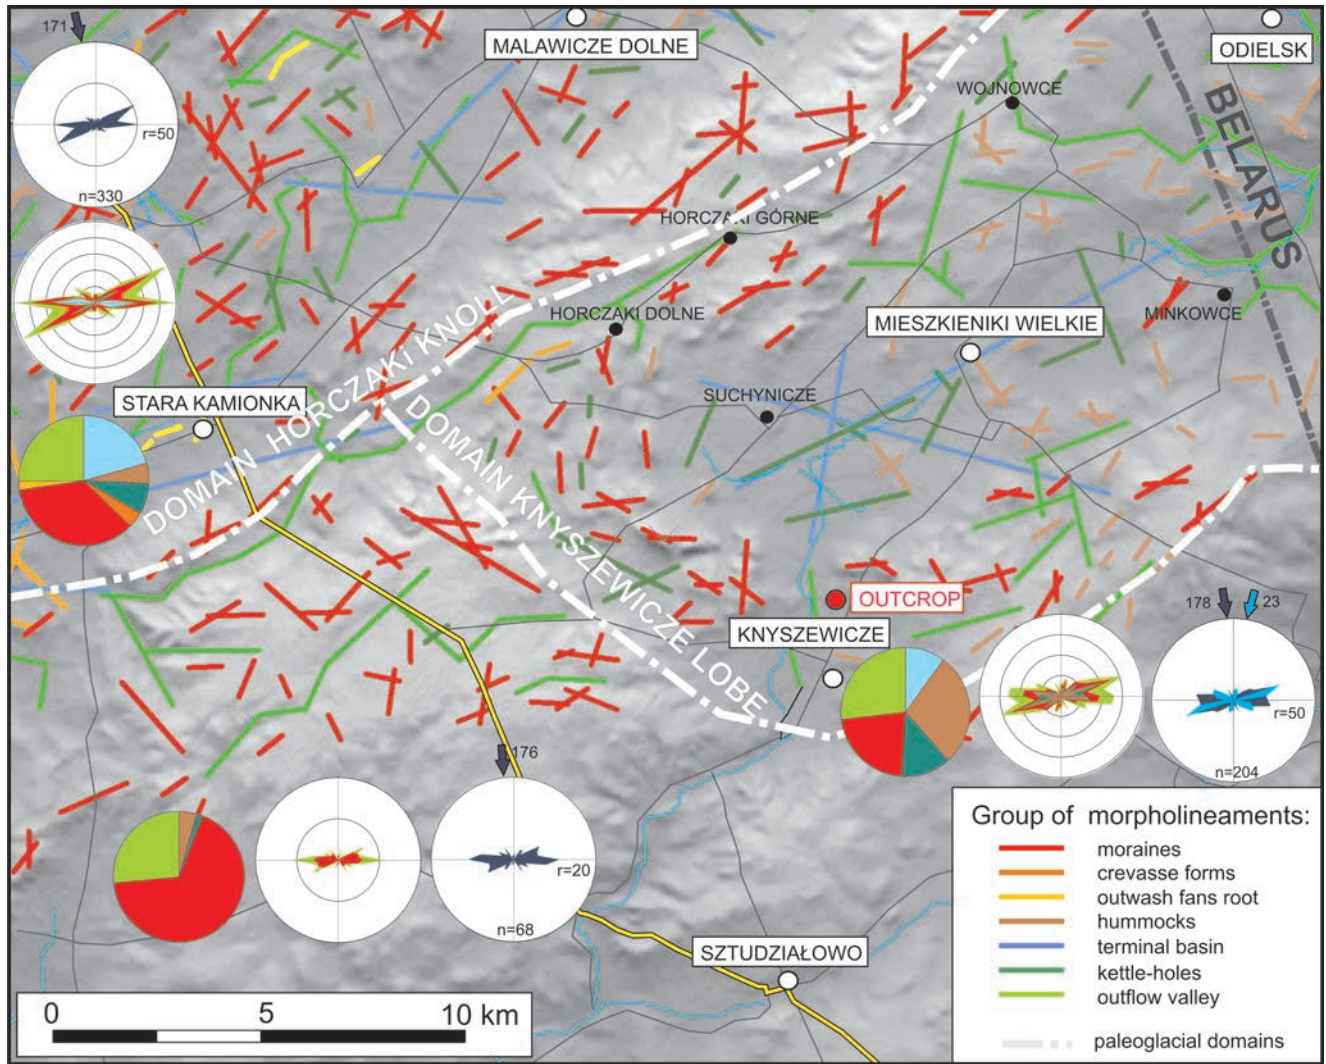 171
MALAWICZE DOLNE
ODIELSK
WOJNOWCE
BELARUS
r=50
n=330
HORCZAKI GÓRNE
HORCZAKI DOLNE
MIESZKIENIKI WIELKIE
MINKOWCE
STARA KAMIONKA
SUCHYNICZE
DOMAIN HORCZAKI KNOLL
DOMAIN KNYSZEWICZE LOBE
OUTCROP
KNYSZEWICZE
178
23
r=50
n=204
176
r=20
n=68
SZTUDZIAŁOWO
0 5 10 km
Group of morpholineaments:
moraines
crevasse forms
outwash fans root
hummocks
terminal basin
kettle-holes
outflow valley
paleoglacial domains